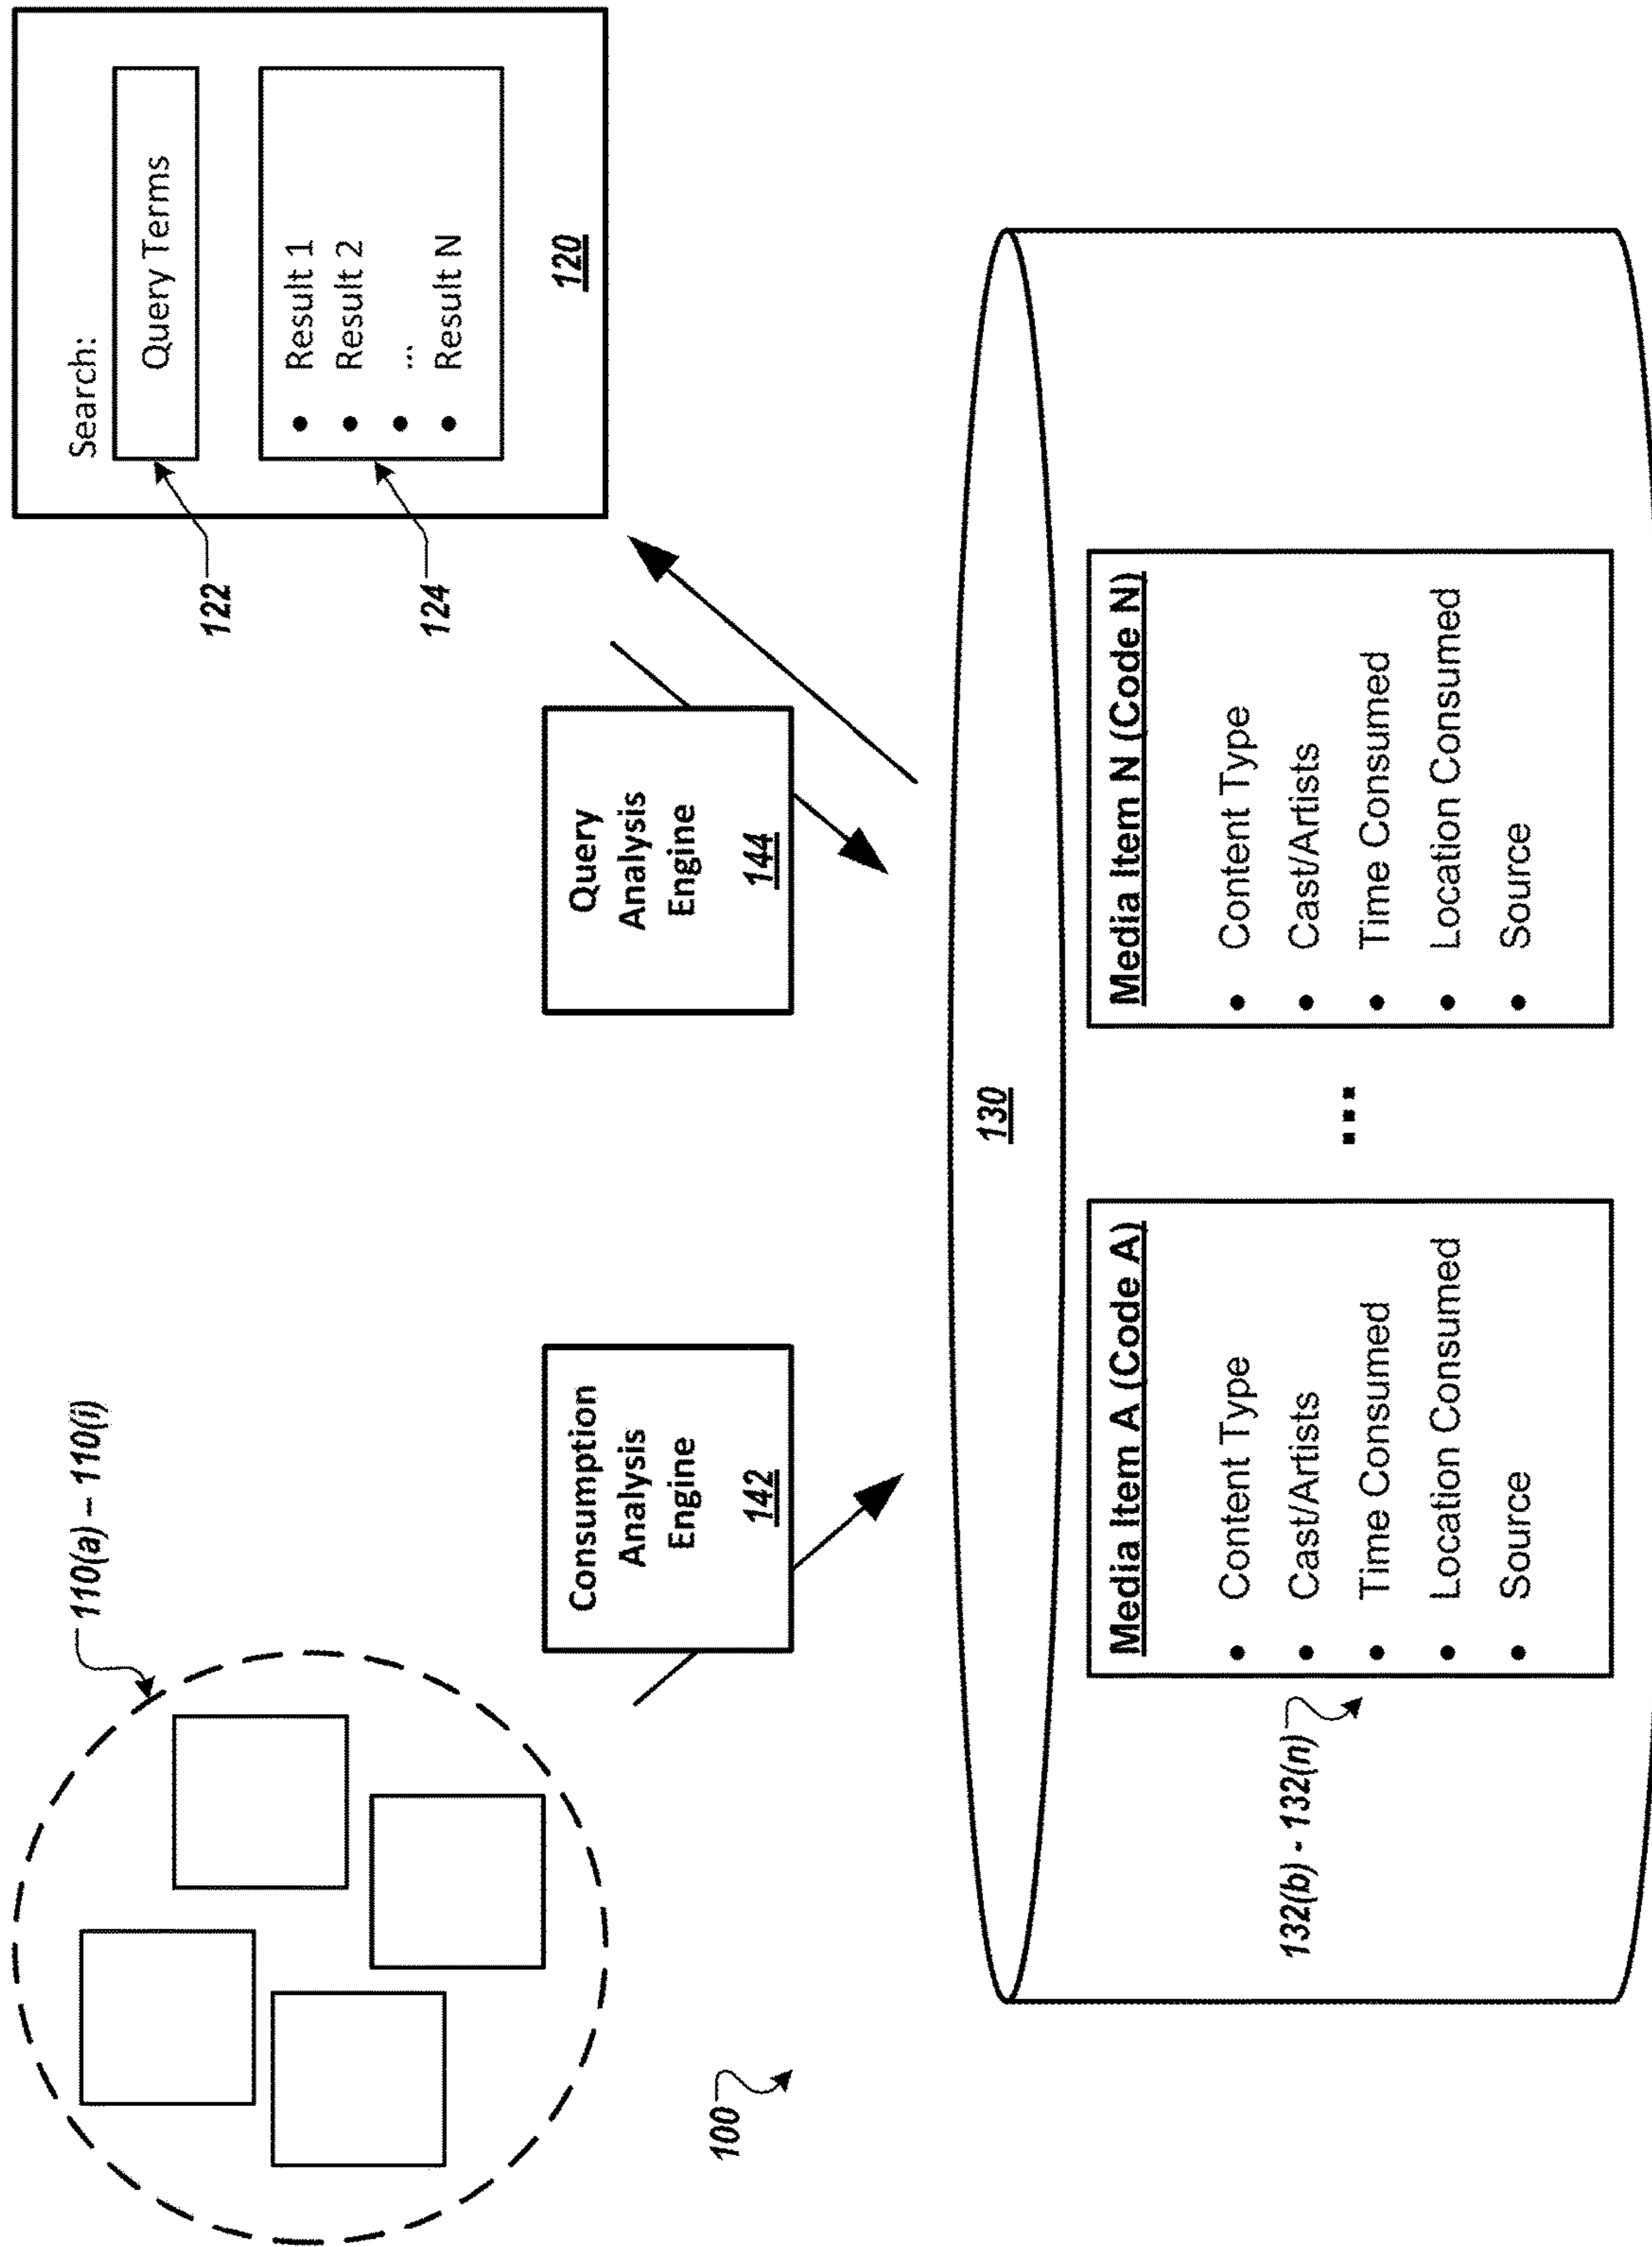 110(a) – 110(i)
Search:
Query Terms
122
• Result 1
• Result 2
• ...
• Result N
124
120
Consumption
Analysis
Engine
142
Query
Analysis
Engine
144
100
130
Media Item A (Code A)
• Content Type
• Cast/Artists
• Time Consumed
• Location Consumed
• Source
...
Media Item N (Code N)
• Content Type
• Cast/Artists
• Time Consumed
• Location Consumed
• Source
132(b) - 132(n)